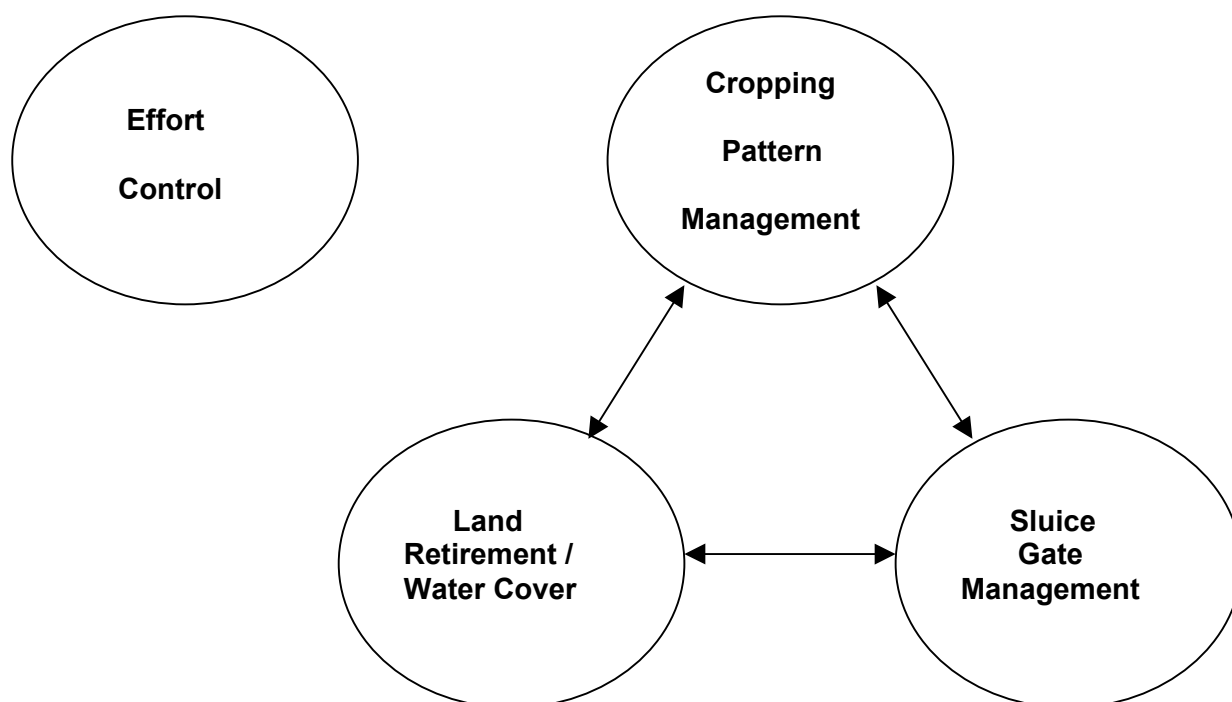 Effort
Control
Cropping
Pattern
Management
Land
Retirement /
Water Cover
Sluice
Gate
Management